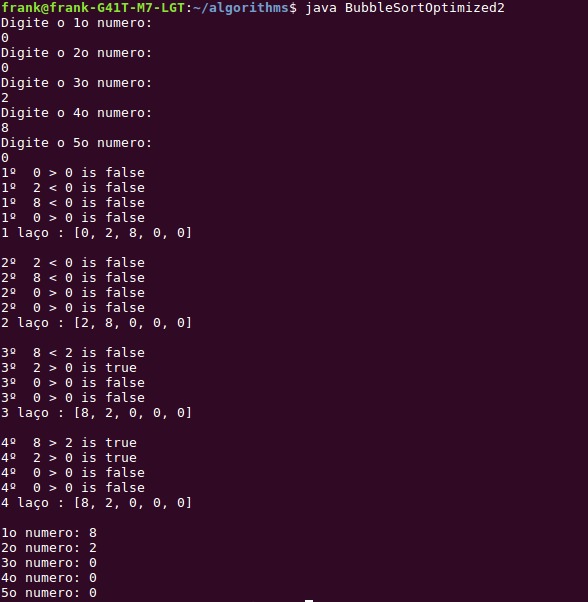 frank@frank-G41T-M7-LGT:~/algorithms$ java BubbleSortOptimized2
Digite o 1o numero:
0
Digite o 2o numero:
0
Digite o 3o numero:
2
Digite o 4o numero:
8
Digite o 5o numero:
0
1º  0 > 0 is false
1º  2 < 0 is false
1º  8 < 0 is false
1º  0 > 0 is false
1 laço : [0, 2, 8, 0, 0]

2º  2 < 0 is false
2º  8 < 0 is false
2º  0 > 0 is false
2º  0 > 0 is false
2 laço : [2, 8, 0, 0, 0]

3º  8 < 2 is false
3º  2 > 0 is true
3º  0 > 0 is false
3º  0 > 0 is false
3 laço : [8, 2, 0, 0, 0]

4º  8 > 2 is true
4º  2 > 0 is true
4º  0 > 0 is false
4º  0 > 0 is false
4 laço : [8, 2, 0, 0, 0]

1o numero: 8
2o numero: 2
3o numero: 0
4o numero: 0
5o numero: 0